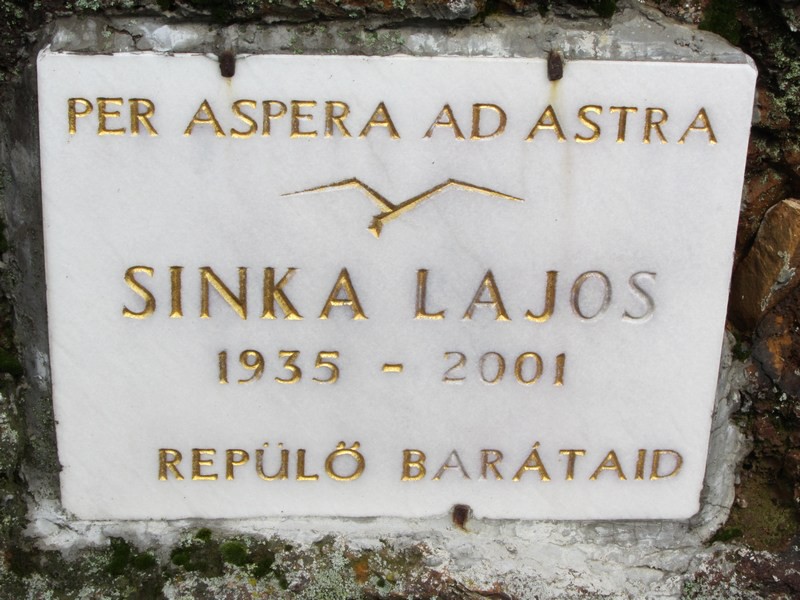 PER ASPERA AD ASTRA
SINKA LAJOS
1935 - 2001
REPÜLŐ BARÁTAID